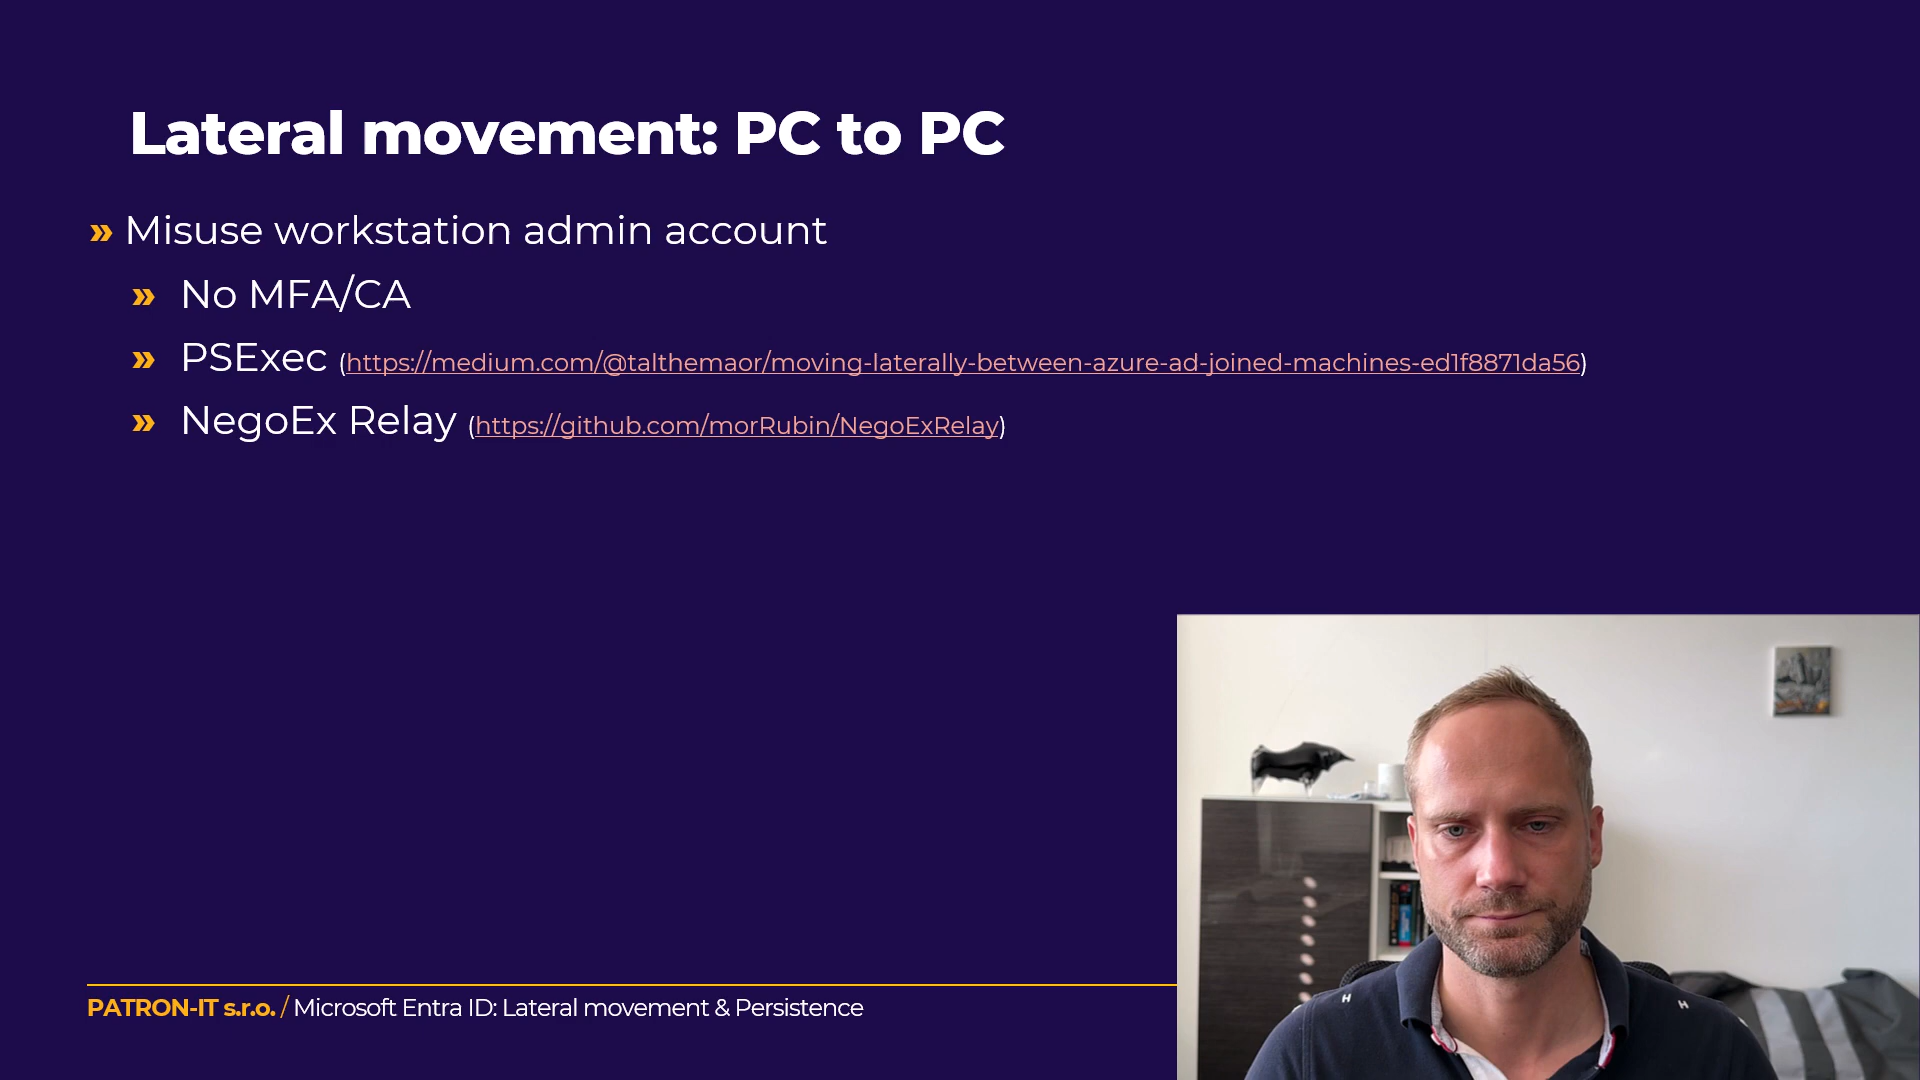 Lateral movement: PC to PC
» Misuse workstation admin account
» No MFA/CA
» PSExec (https://medium.com/@talthemaor/moving-laterally-between-azure-ad-joined-machines-ed1f8871da56)
» NegoEx Relay (https://github.com/morRubin/NegoExRelay)
PATRON-IT s.r.o. / Microsoft Entra ID: Lateral movement & Persistence
H H